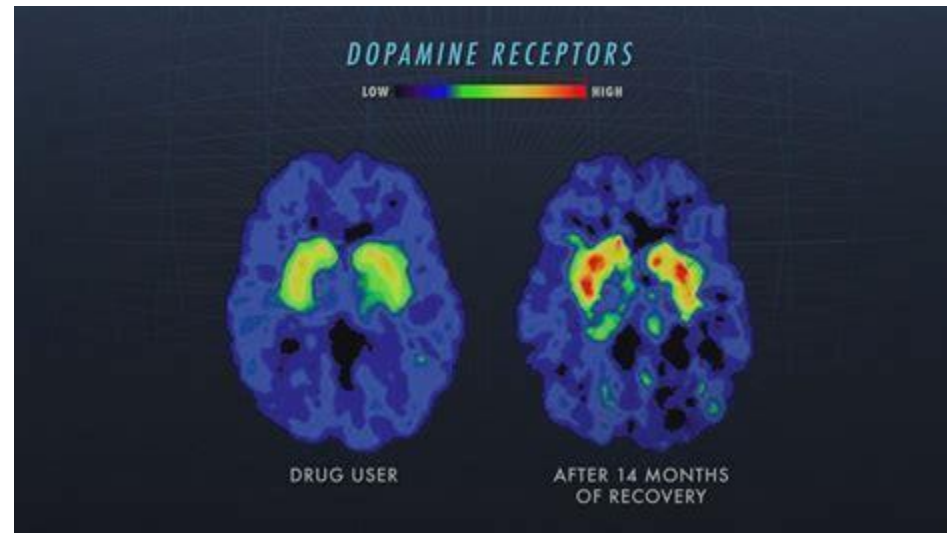 DOPAMINE RECEPTORS
LOW HIGH
DRUG USER
AFTER 14 MONTHS
OF RECOVERY